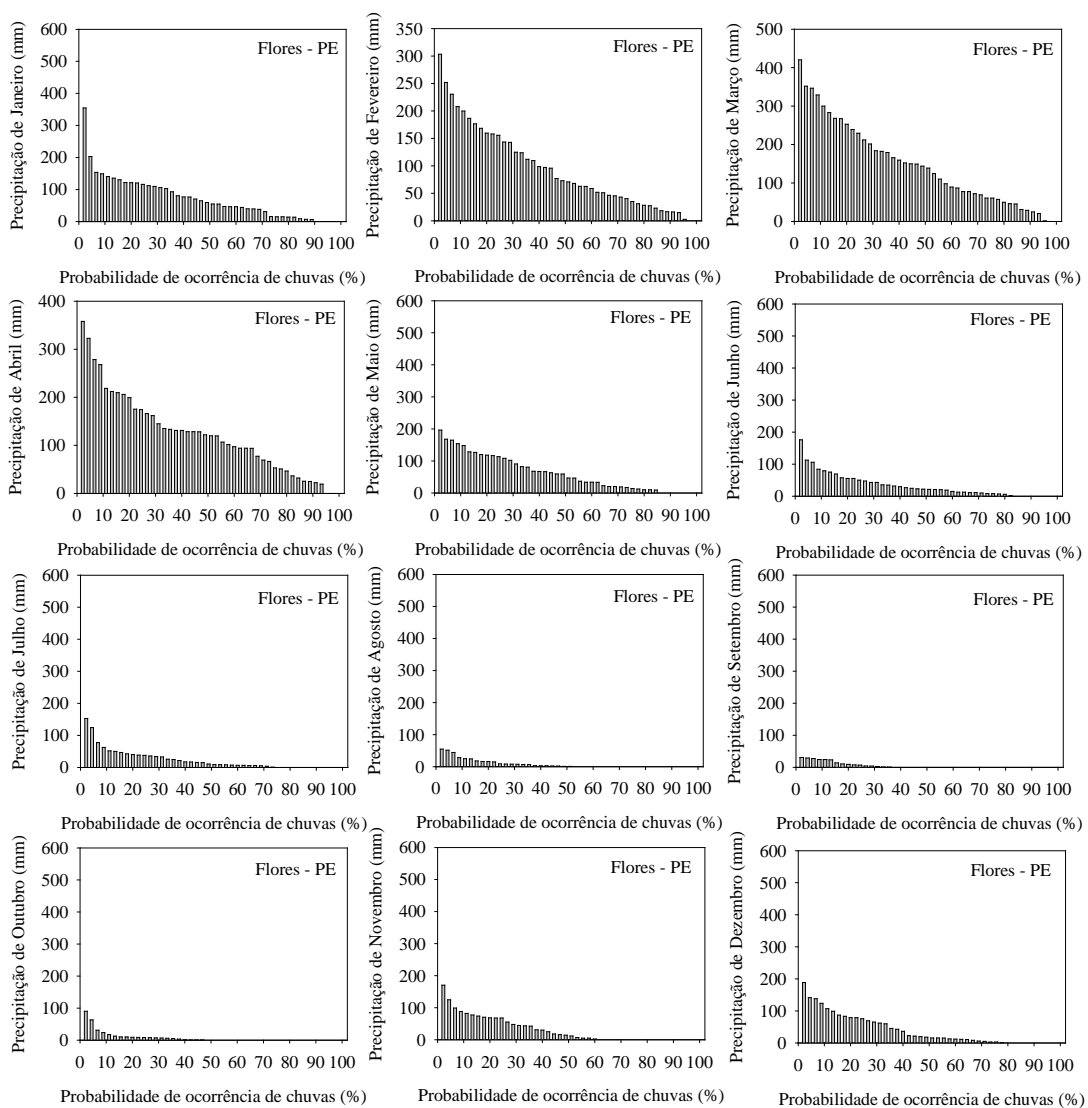 Precipitação de Janeiro (mm)
600
500
400
300
200
100
0
Flores - PE
0 10 20 30 40 50 60 70 80 90 100
Probabilidade de ocorrência de chuvas (%)
Precipitação de Fevereiro (mm)
350
300
250
200
150
100
50
0
Flores - PE
0 10 20 30 40 50 60 70 80 90 100
Probabilidade de ocorrência de chuvas (%)
Precipitação de Março (mm)
500
400
300
200
100
0
Flores - PE
0 10 20 30 40 50 60 70 80 90 100
Probabilidade de ocorrência de chuvas (%)
Precipitação de Abril (mm)
400
300
200
100
0
Flores - PE
0 10 20 30 40 50 60 70 80 90 100
Probabilidade de ocorrência de chuvas (%)
Precipitação de Maio (mm)
600
500
400
300
200
100
0
Flores - PE
0 10 20 30 40 50 60 70 80 90 100
Probabilidade de ocorrência de chuvas (%)
Precipitação de Junho (mm)
600
500
400
300
200
100
0
Flores - PE
0 10 20 30 40 50 60 70 80 90 100
Probabilidade de ocorrência de chuvas (%)
Precipitação de Julho (mm)
600
500
400
300
200
100
0
Flores - PE
0 10 20 30 40 50 60 70 80 90 100
Probabilidade de ocorrência de chuvas (%)
Precipitação de Agosto (mm)
600
500
400
300
200
100
0
Flores - PE
0 10 20 30 40 50 60 70 80 90 100
Probabilidade de ocorrência de chuvas (%)
Precipitação de Setembro (mm)
600
500
400
300
200
100
0
Flores - PE
0 10 20 30 40 50 60 70 80 90 100
Probabilidade de ocorrência de chuvas (%)
Precipitação de Outubro (mm)
600
500
400
300
200
100
0
Flores - PE
0 10 20 30 40 50 60 70 80 90 100
Probabilidade de ocorrência de chuvas (%)
Precipitação de Novembro (mm)
600
500
400
300
200
100
0
Flores - PE
0 10 20 30 40 50 60 70 80 90 100
Probabilidade de ocorrência de chuvas (%)
Precipitação de Dezembro (mm)
600
500
400
300
200
100
0
Flores - PE
0 10 20 30 40 50 60 70 80 90 100
Probabilidade de ocorrência de chuvas (%)